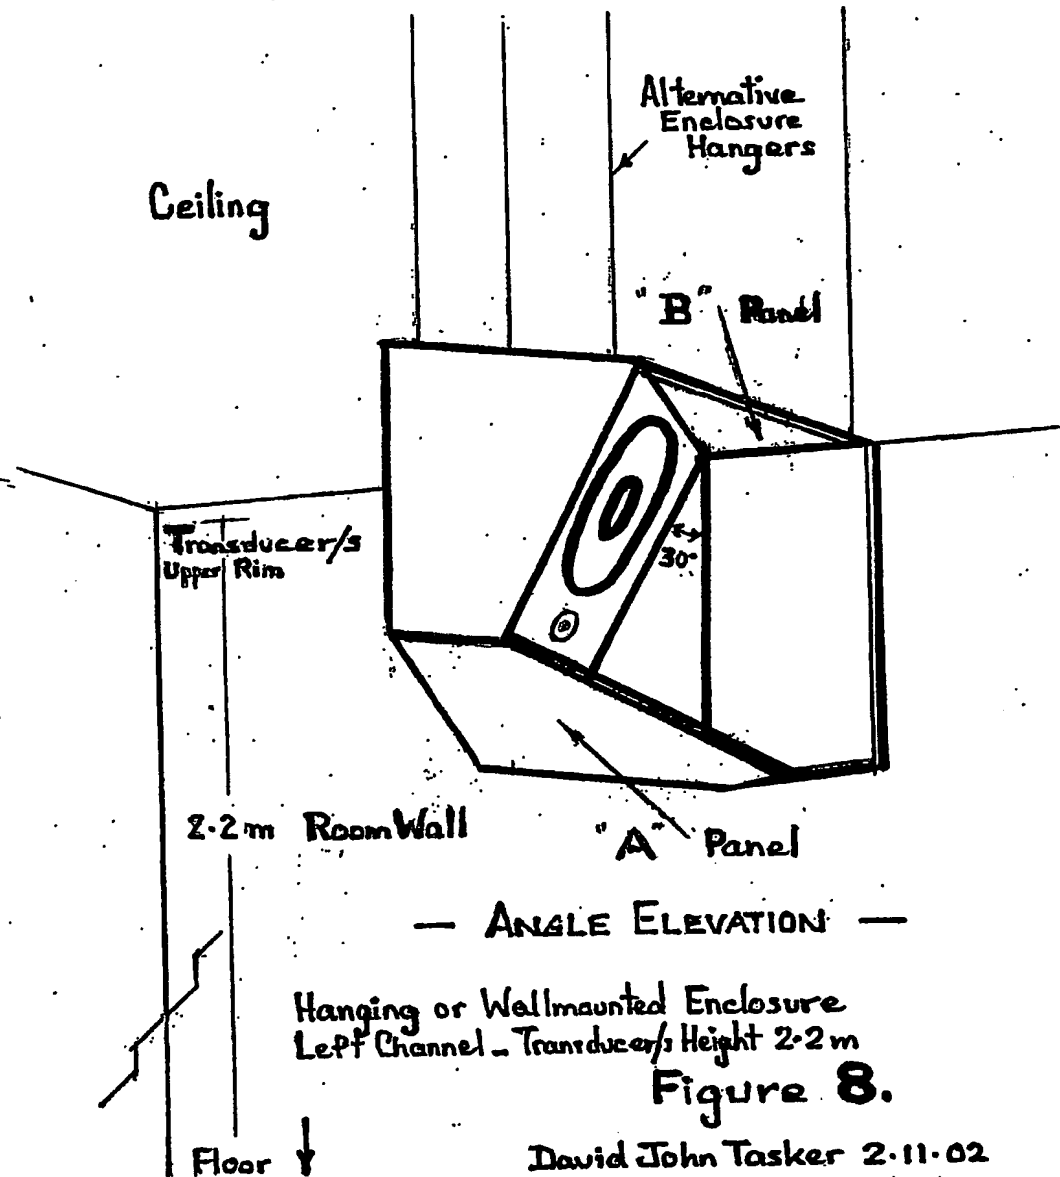 Alternative
Enclosure
Hangers
Ceiling
"B" Panel
Transducer/s
Upper Rim
30°
2·2m Room Wall
"A" Panel
— ANGLE ELEVATION —
Hanging or Wallmounted Enclosure
Left Channel - Transducer/s Height 2·2m
Figure 8.
Floor
David John Tasker 2·11·02